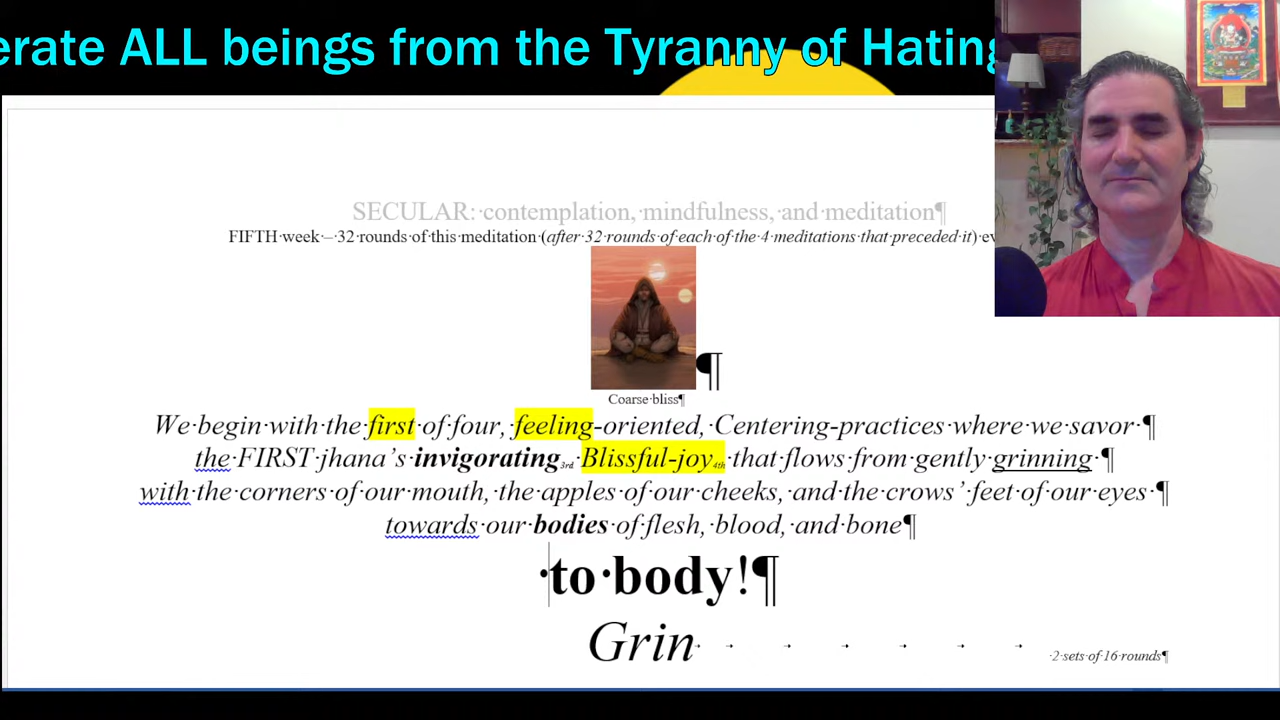 erate ALL beings from the Tyranny of Hating
SECULAR:·contemplation,·mindfulness,·and·meditation¶
FIFTH·week·–·32·rounds·of·this·meditation·(after·32·rounds·of·each·of·the·4·meditations·that·preceded·it)·ev
¶
Coarse·bliss¶
We·begin·with·the·first·of·four,·feeling-oriented,·Centering-practices·where·we·savor·¶
the·FIRST·jhana’s·invigorating3rd·Blissful-joy4th·that·flows·from·gently·grinning·¶
with·the·corners·of·our·mouth,·the·apples·of·our·cheeks,·and·the·crows’·feet·of·our·eyes·¶
towards·our·bodies·of·flesh,·blood,·and·bone¶
·to·body!¶
Grin → → → → → → → ·2·sets·of·16·rounds¶